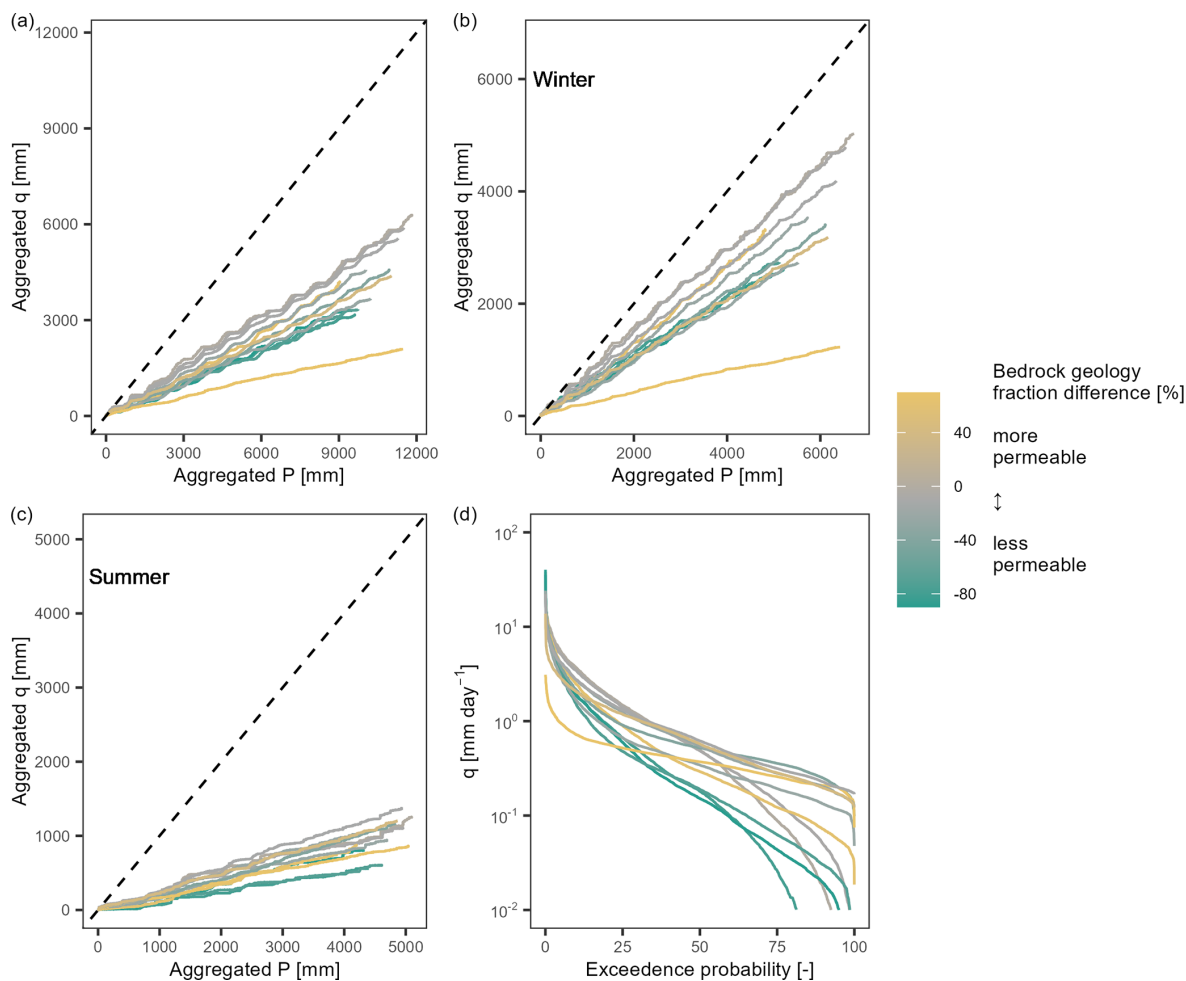 (a)
12000
9000
6000
3000
0
Aggregated q [mm]
0 3000 6000 9000 12000
Aggregated P [mm]
(b)
Winter
6000
4000
2000
0
Aggregated q [mm]
0 2000 4000 6000
Aggregated P [mm]
(c)
Summer
5000
4000
3000
2000
1000
0
Aggregated q [mm]
0 1000 2000 3000 4000 5000
Aggregated P [mm]
(d)
10²
10¹
10⁰
10⁻¹
10⁻²
q [mm day⁻¹]
0 25 50 75 100
Exceedence probability [-]
Bedrock geology
fraction difference [%]
40
0
-40
-80
more
permeable
↕
less
permeable